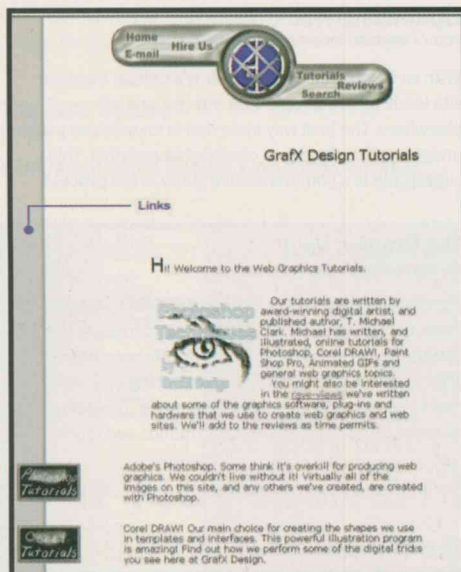 Home
Hire Us
E-mail
Tutorials
Reviews
Search
GrafX Design Tutorials
Links
Hi! Welcome to the Web Graphics Tutorials.
Photoshop
Techniques
by
GrafX Design
Our tutorials are written by
award-winning digital artist, and
published author, T. Michael
Clark. Michael has written, and
illustrated, online tutorials for
Photoshop, Corel DRAW!, Paint
Shop Pro, Animated GIFs and
general web graphics topics.
You might also be interested
in the rave-views we've written
about some of the graphics software, plug-ins and
hardware that we use to create web graphics and web
sites. We'll add to the reviews as time permits.
Photoshop
Tutorials
Adobe's Photoshop. Some think it's overkill for producing web
graphics. We couldn't live without it! Virtually all of the
images on this site, and any others we've created, are created
with Photoshop.
Corel
Tutorials
Corel DRAW! Our main choice for creating the shapes we use
in templates and interfaces. This powerful illustration program
is amazing! Find out how we perform some of the digital tricks
you see here at GrafX Design.